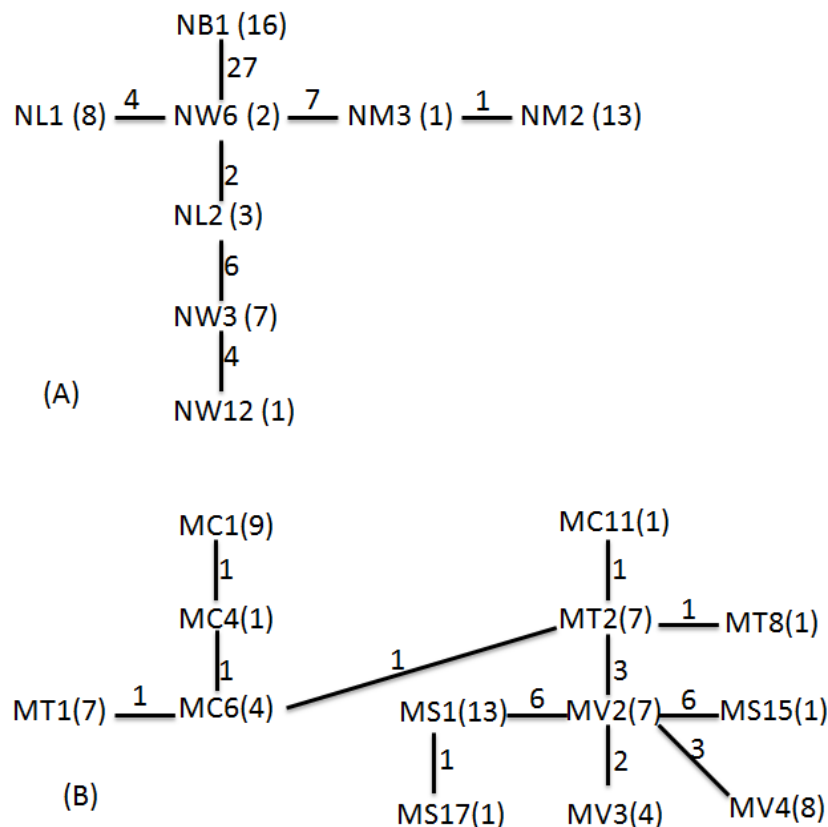 NB1 (16)
27
NL1 (8) 4 NW6 (2) 7 NM3 (1) 1 NM2 (13)
2
NL2 (3)
6
NW3 (7)
4
(A)
NW12 (1)
MC1(9) MC11(1)
1 1
MC4(1) MT2(7) 1 MT8(1)
1 1 3
MT1(7) 1 MC6(4) MS1(13) 6 MV2(7) 6 MS15(1)
1 2 3
(B) MS17(1) MV3(4) MV4(8)